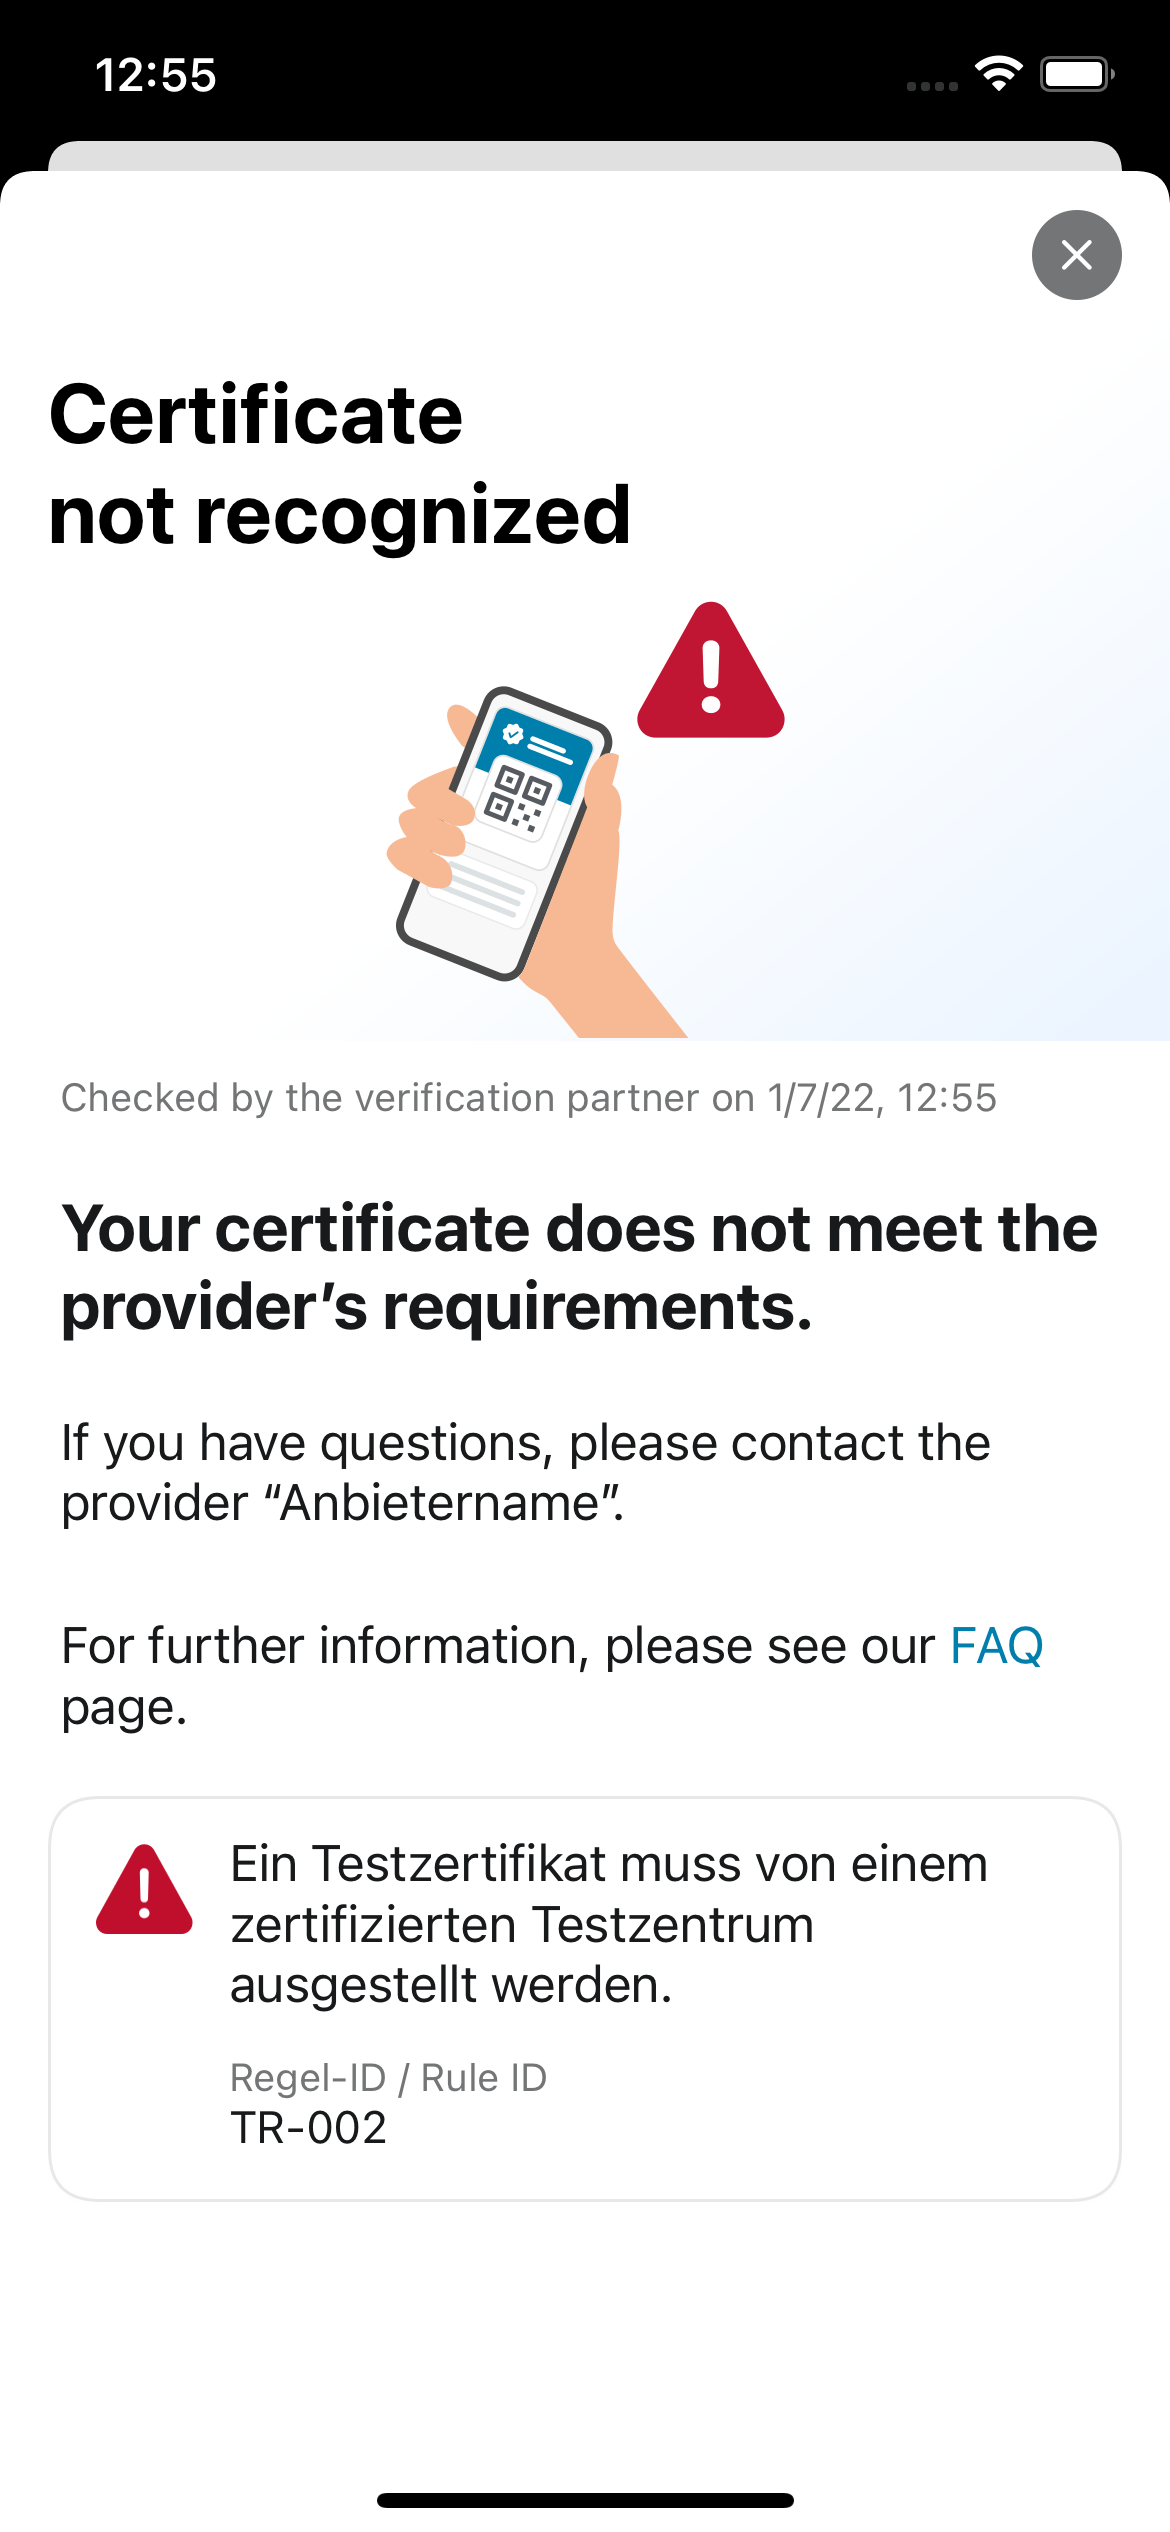 12:55
Certificate
not recognized
Checked by the verification partner on 1/7/22, 12:55
Your certificate does not meet the
provider’s requirements.
If you have questions, please contact the
provider “Anbietername”.
For further information, please see our FAQ
page.
Ein Testzertifikat muss von einem
zertifizierten Testzentrum
ausgestellt werden.
Regel-ID / Rule ID
TR-002